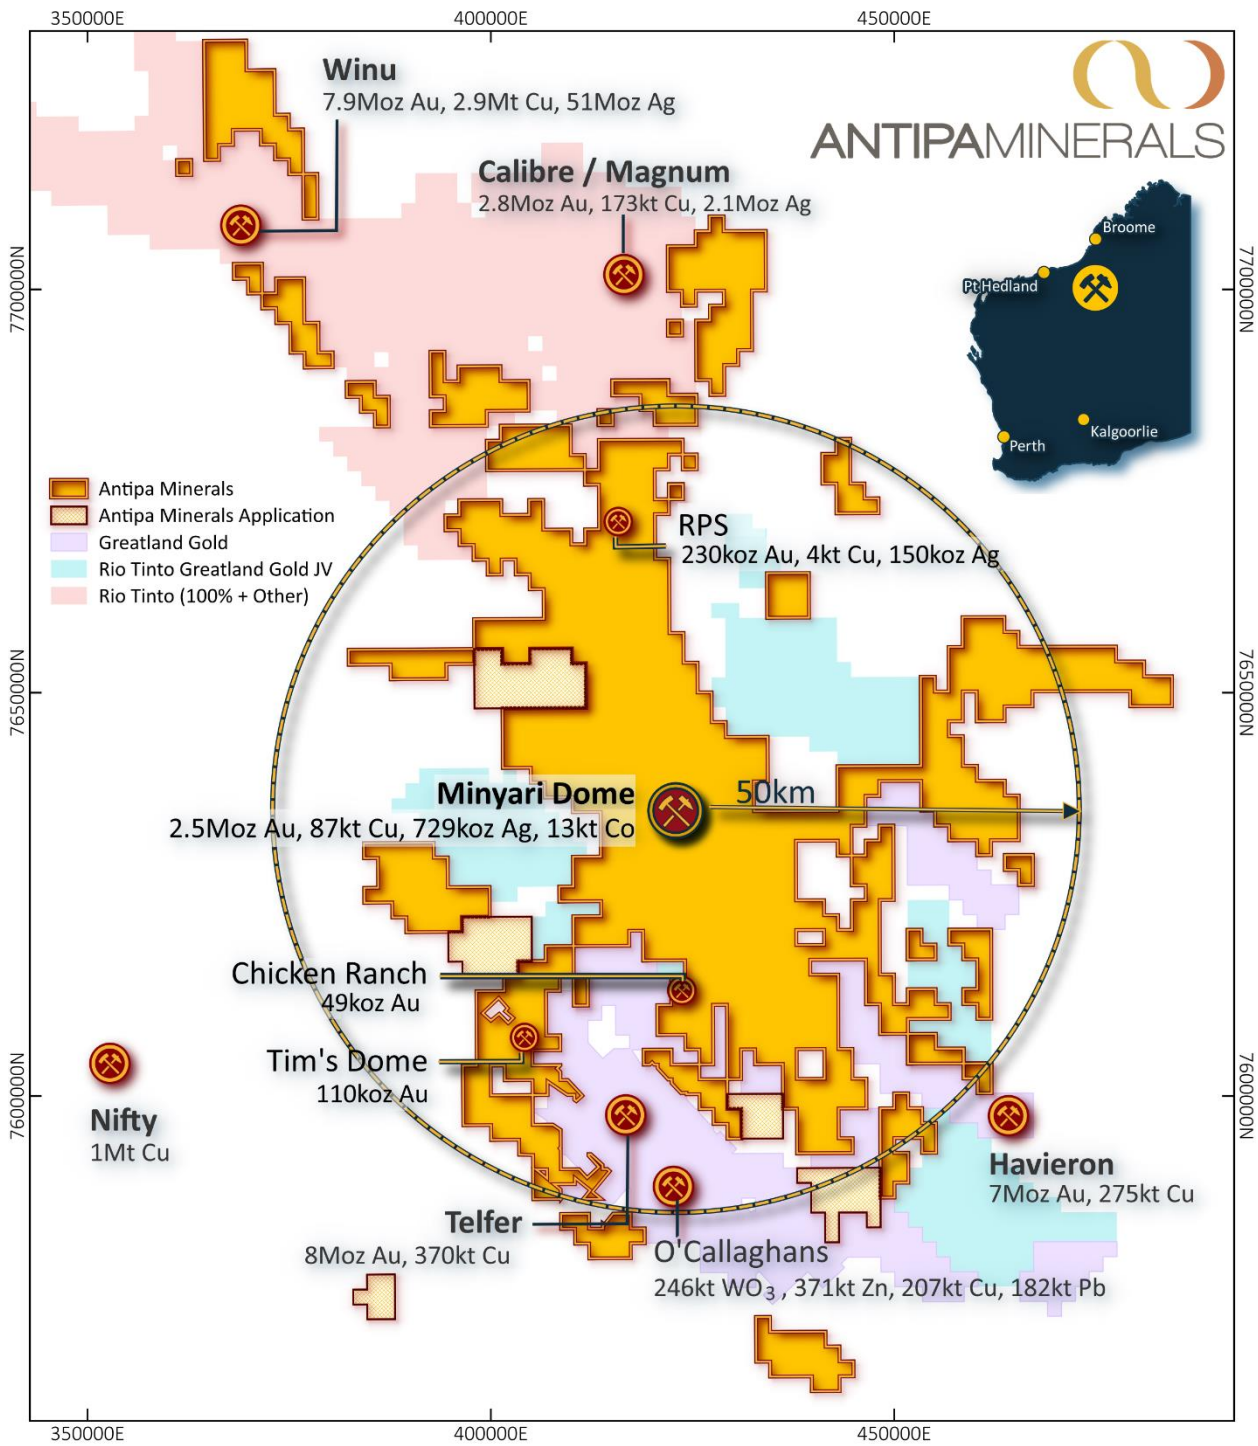 350000E
400000E
450000E
Winu
7.9Moz Au, 2.9Mt Cu, 51Moz Ag
ANTIPAMINERALS
Calibre / Magnum
2.8Moz Au, 173kt Cu, 2.1Moz Ag
Broome
Pt Hedland
7700000N
7700000N
Kalgoorlie
Perth
Antipa Minerals
Antipa Minerals Application
Greatland Gold
Rio Tinto Greatland Gold JV
Rio Tinto (100% + Other)
RPS
230koz Au, 4kt Cu, 150koz Ag
7650000N
7650000N
Minyari Dome
2.5Moz Au, 87kt Cu, 729koz Ag, 13kt Co
50km
Chicken Ranch
49koz Au
Tim's Dome
110koz Au
7600000N
7600000N
Nifty
1Mt Cu
Havieron
7Moz Au, 275kt Cu
Telfer
8Moz Au, 370kt Cu
O'Callaghans
246kt WO₃ , 371kt Zn, 207kt Cu, 182kt Pb
350000E
400000E
450000E